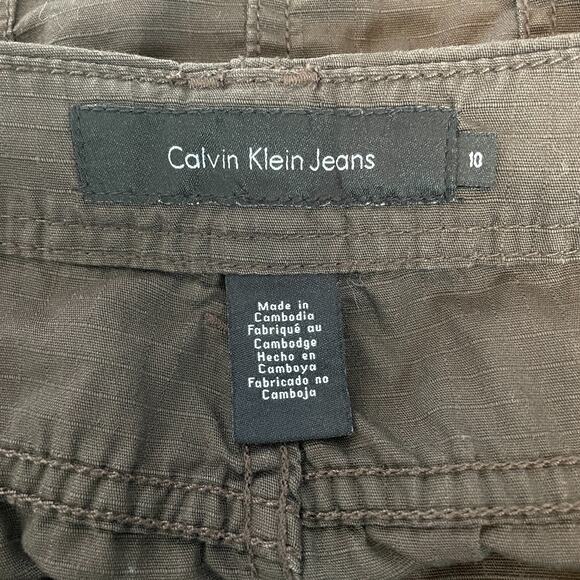 Calvin Klein Jeans
10
Made in
Cambodia
Fabriqué au
Cambodge
Hecho en
Camboya
Fabricado no
Camboja